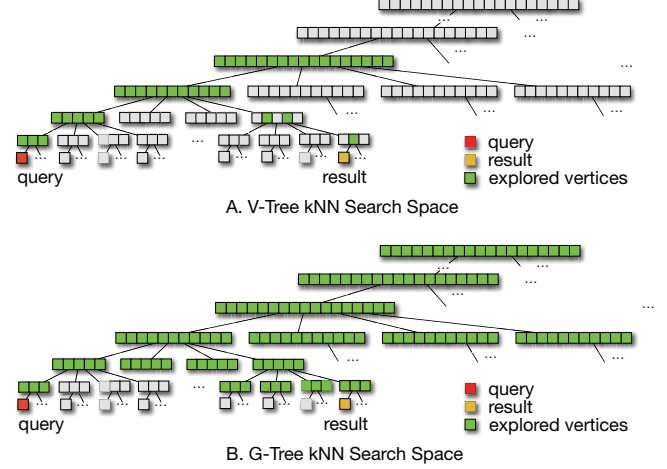 query
result
explored vertices
query
result
A. V-Tree kNN Search Space
query
result
explored vertices
query
result
B. G-Tree kNN Search Space